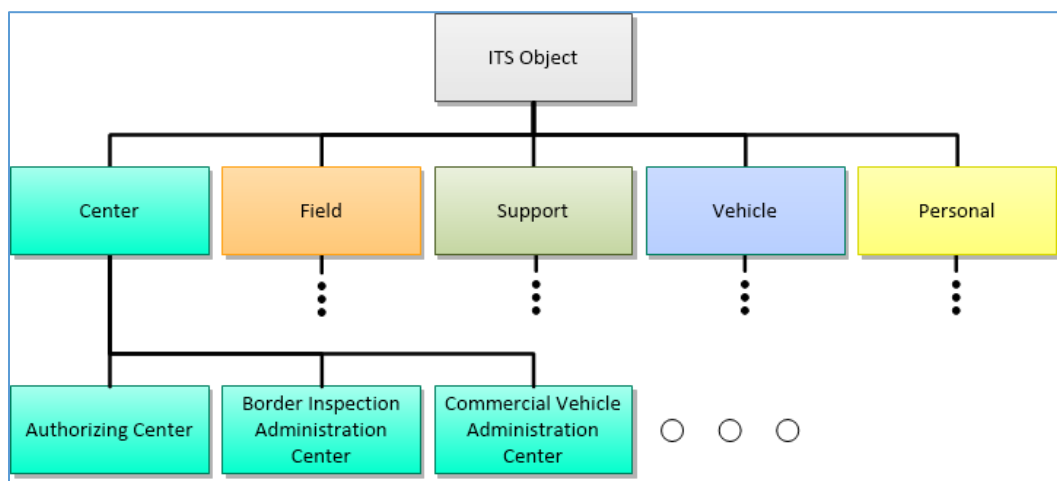 ITS Object
Center
Field
Support
Vehicle
Personal
Authorizing Center
Border Inspection
Administration
Center
Commercial Vehicle
Administration
Center